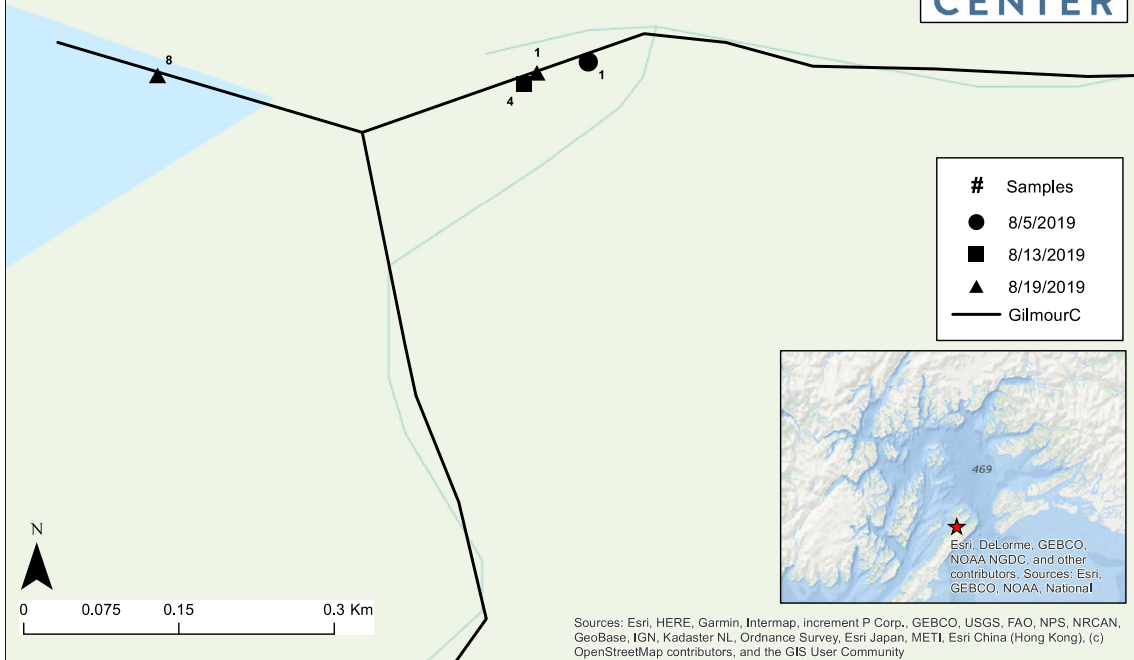 CENTER
8
1
1
4
# Samples
8/5/2019
8/13/2019
8/19/2019
GilmourC
469
Esri, DeLorme, GEBCO,
NOAA NGDC, and other
contributors, Sources: Esri,
GEBCO, NOAA, National
N
0 0.075 0.15 0.3 Km
Sources: Esri, HERE, Garmin, Intermap, increment P Corp., GEBCO, USGS, FAO, NPS, NRCAN,
GeoBase, IGN, Kadaster NL, Ordnance Survey, Esri Japan, METI, Esri China (Hong Kong), (c)
OpenStreetMap contributors, and the GIS User Community